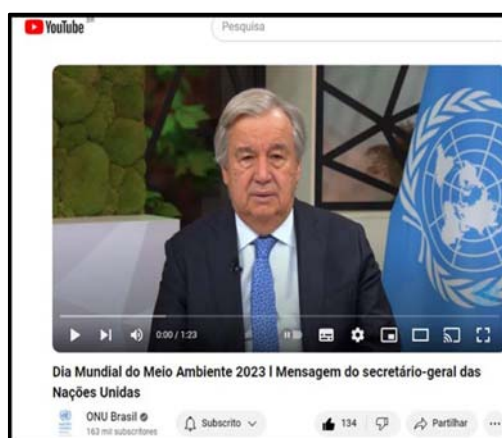 YouTube BR
Pesquisa
0:00 / 1:23
Dia Mundial do Meio Ambiente 2023 l Mensagem do secretário-geral das
Nações Unidas
ONU Brasil
163 mil subscritores
Subscrito
134
Partilhar